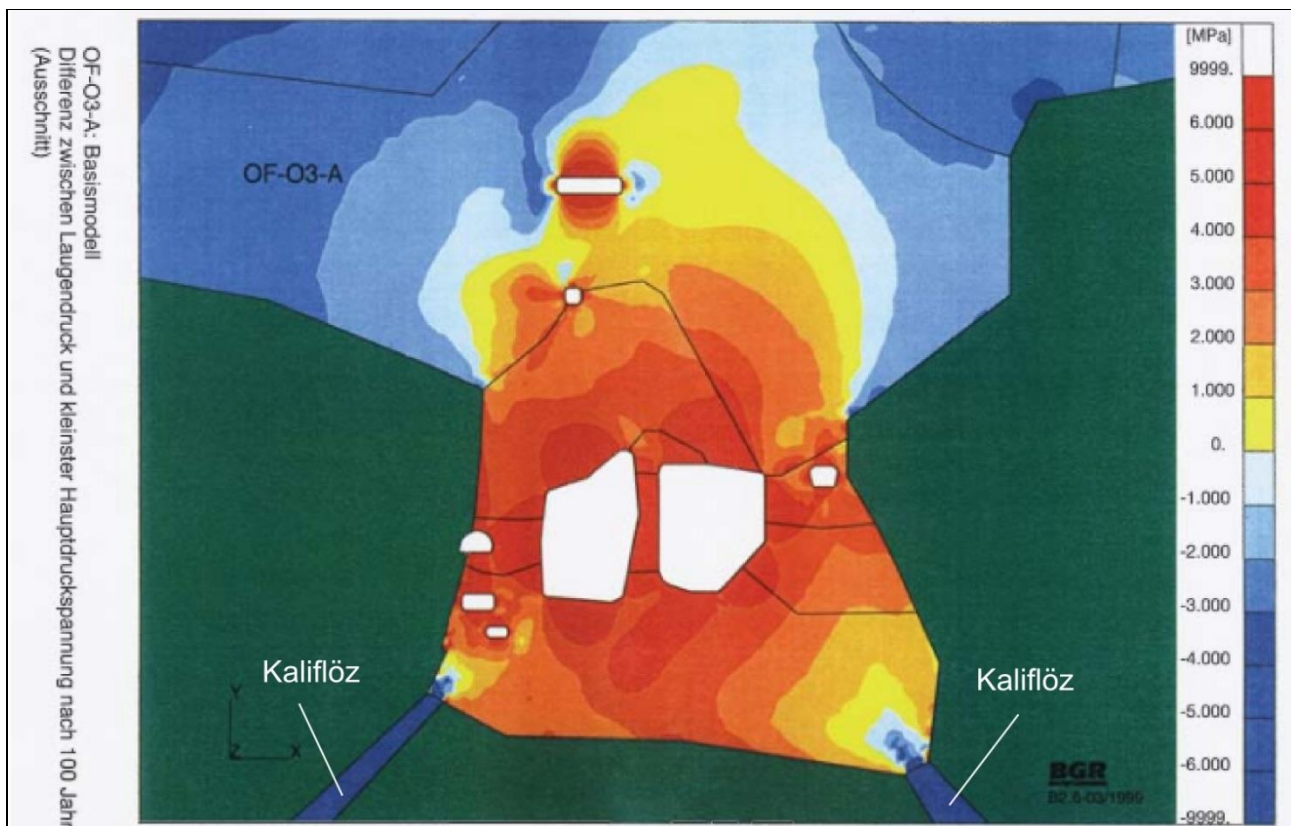 OF-O3-A: Basismodell
Differenz zwischen Laugendruck und kleinster Hauptdruckspannung nach 100 Jahr
(Ausschnitt)
OF-O3-A
Kaliflöz
Kaliflöz
Y
Z
X
BGR
B2.6-03/1999
[MPa]
9999.
6.000
5.000
4.000
3.000
2.000
1.000
0.
-1.000
-2.000
-3.000
-4.000
-5.000
-6.000
-9999.